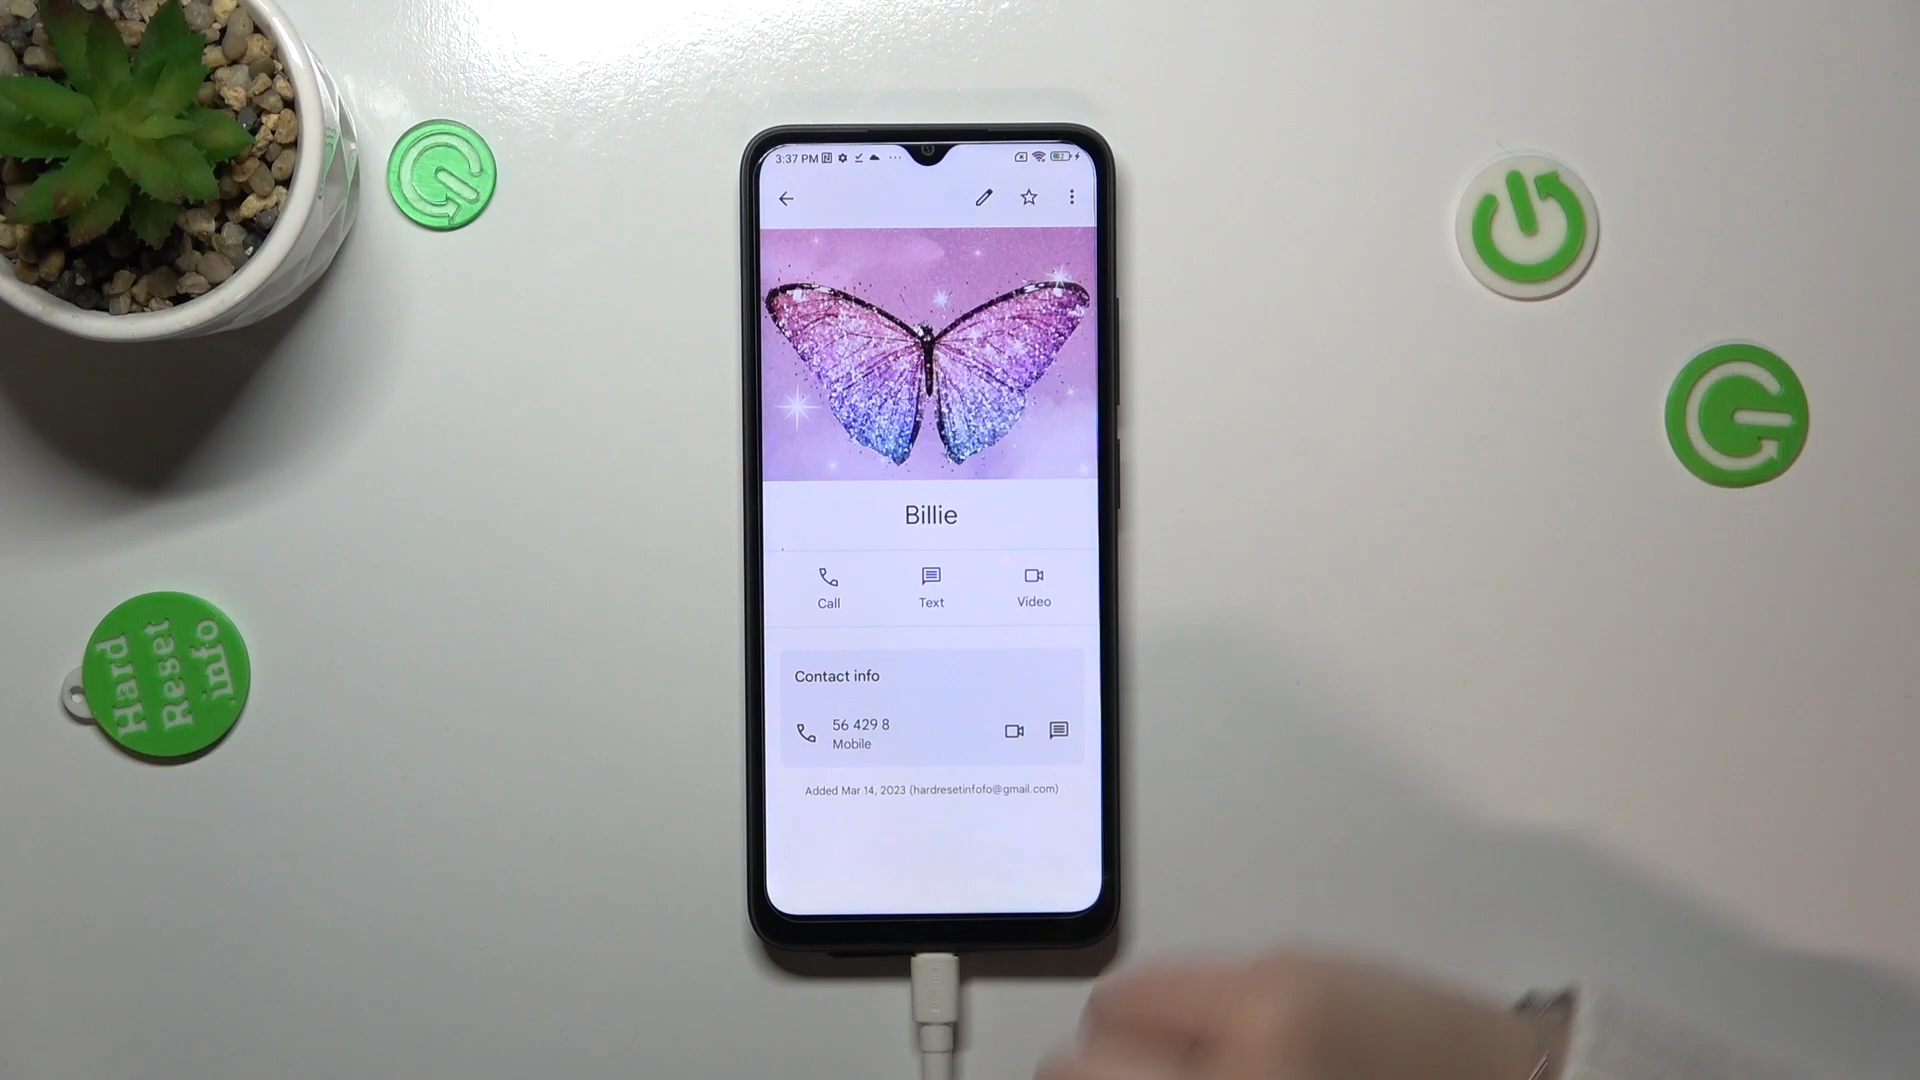 3:37 PM
Billie
Call
Text
Video
Contact info
56 429 8
Mobile
Added Mar 14, 2023 (hardresetinfofo@gmail.com)
Hard
Reset
.info